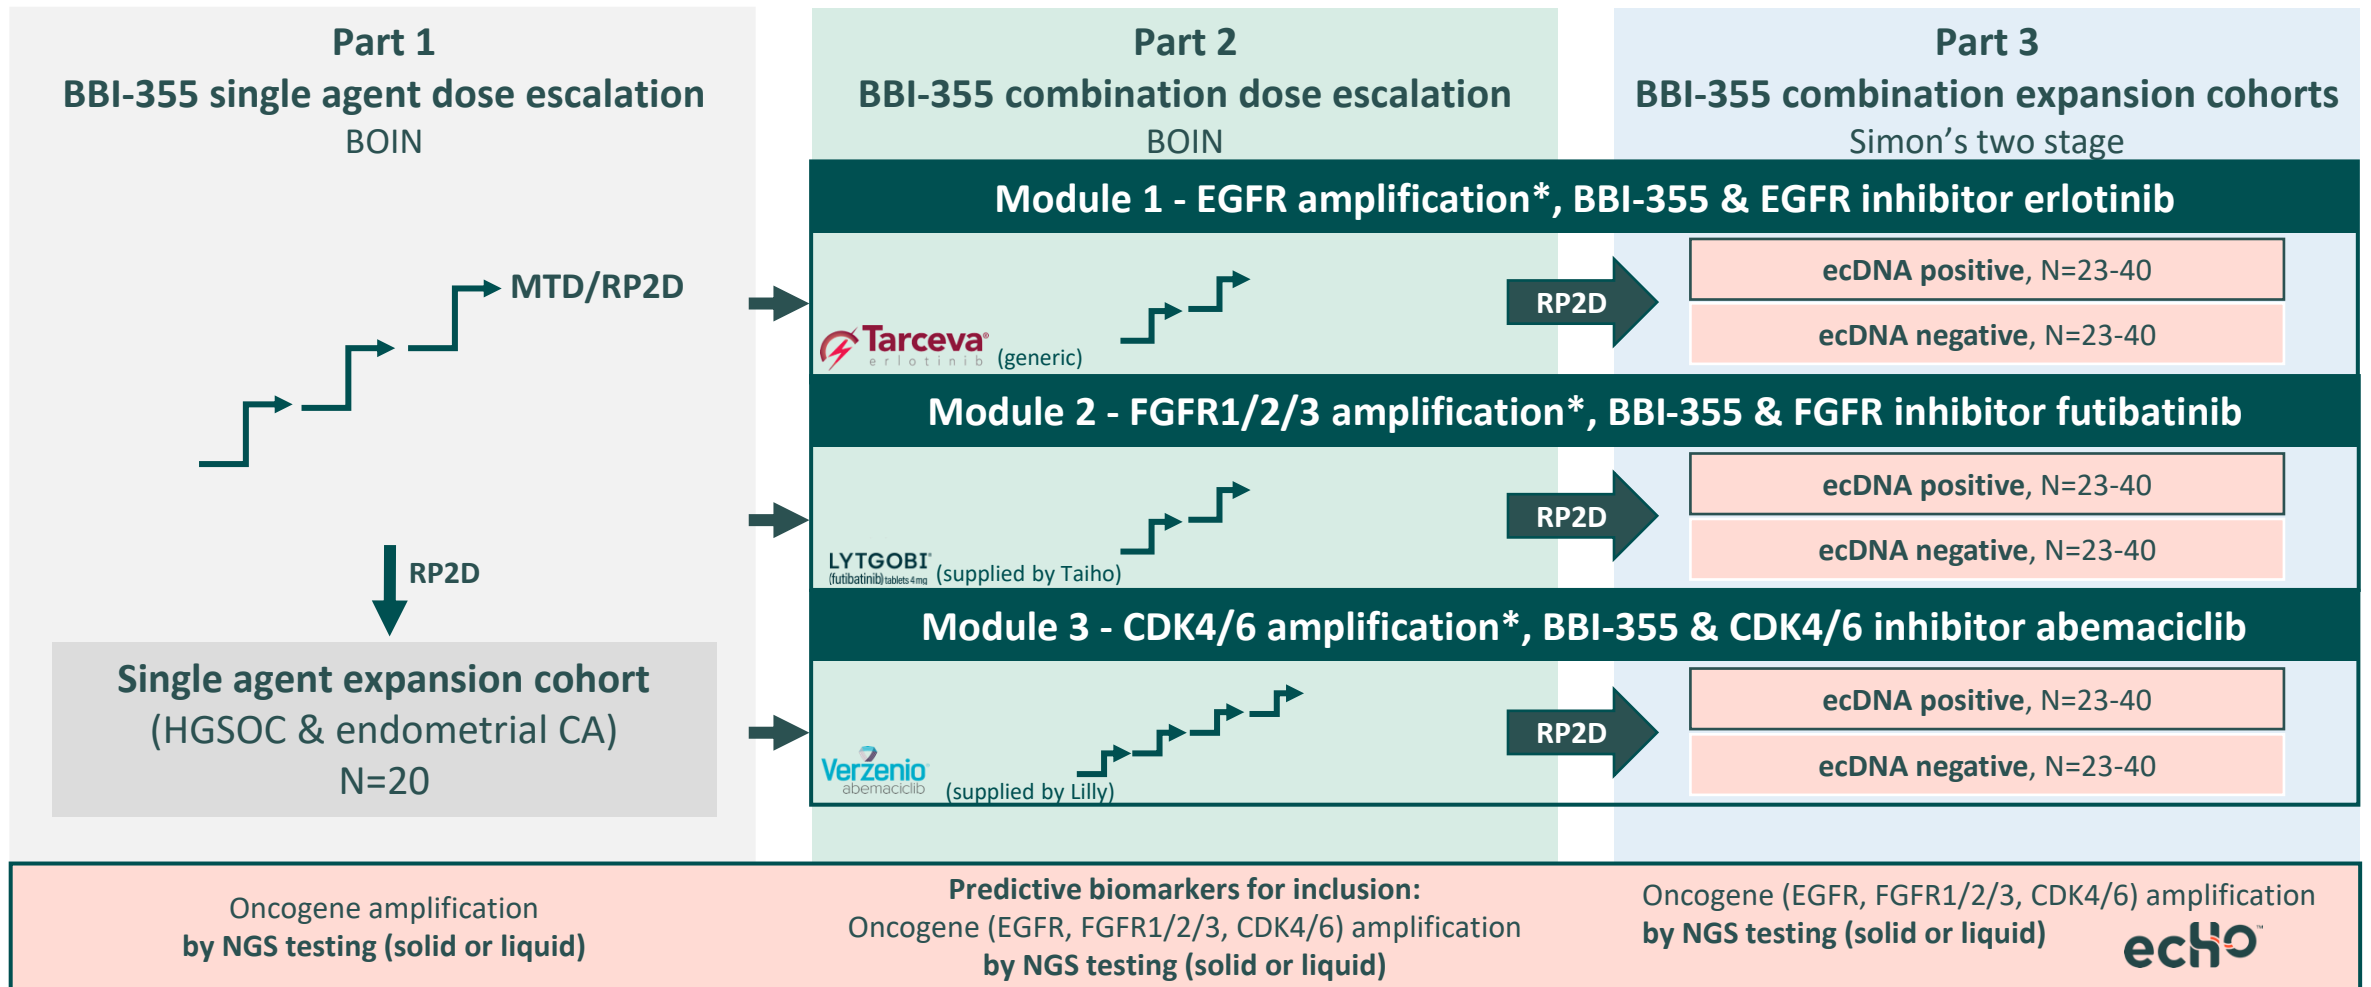 Part 1
BBI-355 single agent dose escalation
BOIN
MTD/RP2D
RP2D
Single agent expansion cohort
(HGSOC & endometrial CA)
N=20
Part 2
BBI-355 combination dose escalation
BOIN
Part 3
BBI-355 combination expansion cohorts
Simon’s two stage
Module 1 - EGFR amplification*, BBI-355 & EGFR inhibitor erlotinib
Tarceva®
erlotinib (generic)
RP2D
ecDNA positive, N=23-40
ecDNA negative, N=23-40
Module 2 - FGFR1/2/3 amplification*, BBI-355 & FGFR inhibitor futibatinib
LYTGOBI®
(futibatinib) tablets 4 mg (supplied by Taiho)
RP2D
ecDNA positive, N=23-40
ecDNA negative, N=23-40
Module 3 - CDK4/6 amplification*, BBI-355 & CDK4/6 inhibitor abemaciclib
Verzenio
abemaciclib (supplied by Lilly)
RP2D
ecDNA positive, N=23-40
ecDNA negative, N=23-40
Oncogene amplification
by NGS testing (solid or liquid)
Predictive biomarkers for inclusion:
Oncogene (EGFR, FGFR1/2/3, CDK4/6) amplification
by NGS testing (solid or liquid)
Oncogene (EGFR, FGFR1/2/3, CDK4/6) amplification
by NGS testing (solid or liquid)
ecHO™